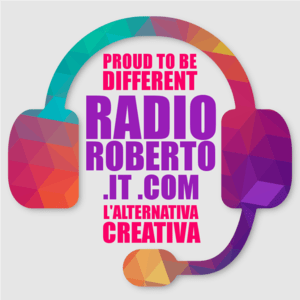 PROUD TO BE
DIFFERENT
RADIO
ROBERTO
.IT .COM
L'ALTERNATIVA
CREATIVA